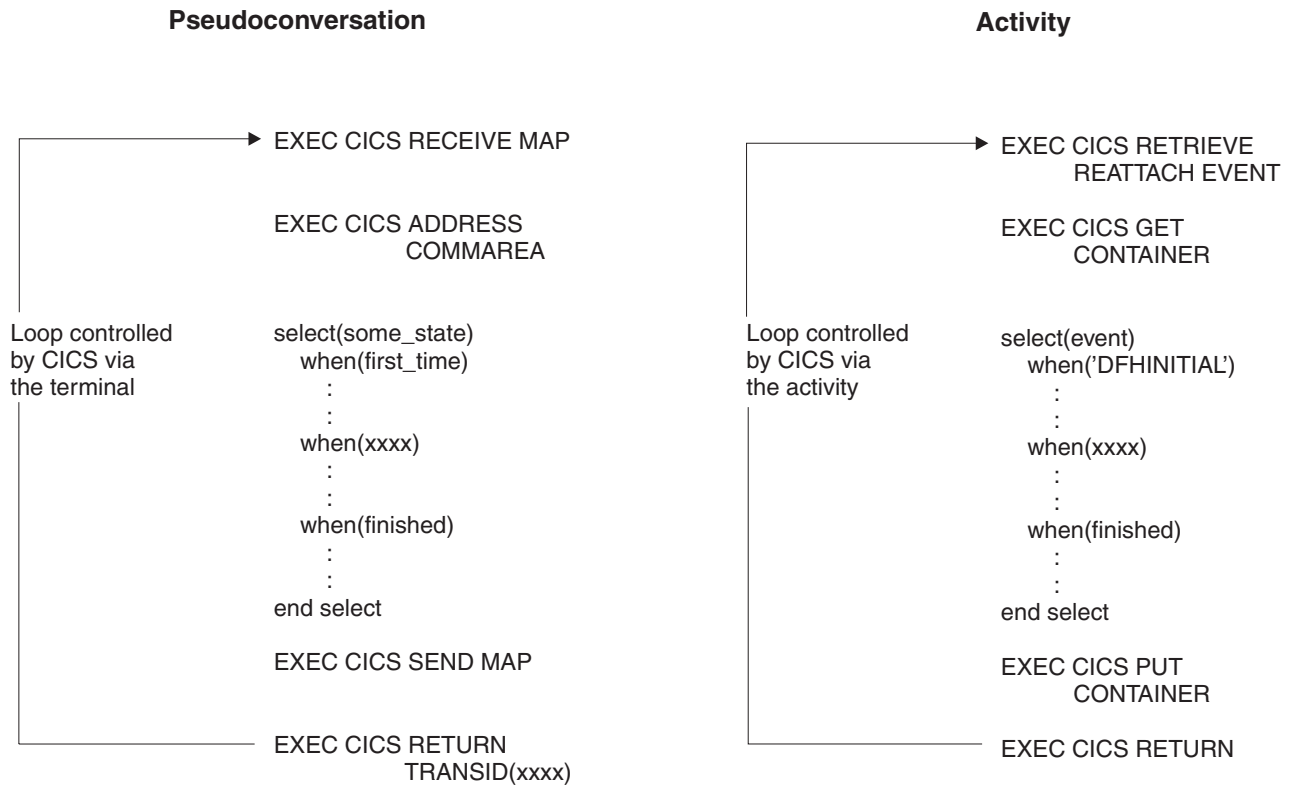 Pseudoconversation
EXEC CICS RECEIVE MAP
EXEC CICS ADDRESS
COMMAREA
Loop controlled
by CICS via
the terminal
select(some_state)
when(first_time)
:
:
when(xxxx)
:
:
when(finished)
:
:
end select
EXEC CICS SEND MAP
EXEC CICS RETURN
TRANSID(xxxx)
Activity
EXEC CICS RETRIEVE
REATTACH EVENT
EXEC CICS GET
CONTAINER
Loop controlled
by CICS via
the activity
select(event)
when('DFHINITIAL')
:
:
when(xxxx)
:
:
when(finished)
:
:
end select
EXEC CICS PUT
CONTAINER
EXEC CICS RETURN